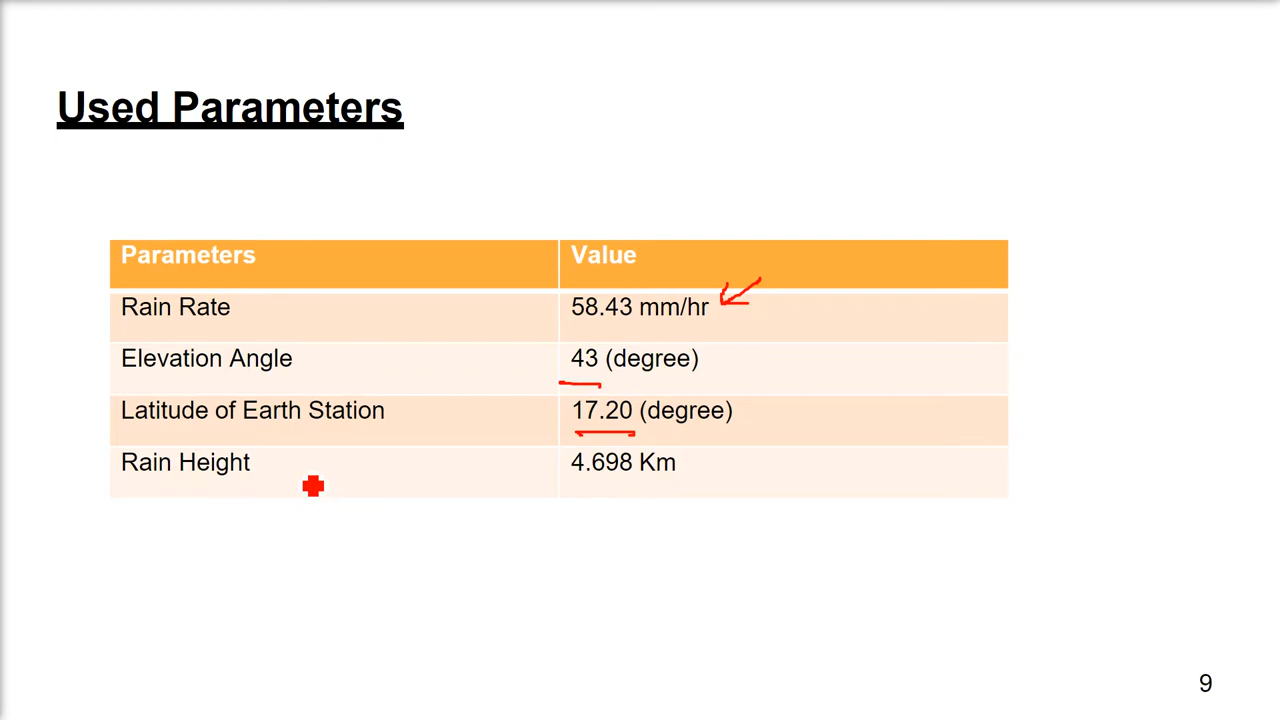 Used Parameters
Parameters Value
Rain Rate 58.43 mm/hr
Elevation Angle 43 (degree)
Latitude of Earth Station 17.20 (degree)
Rain Height 4.698 Km
9